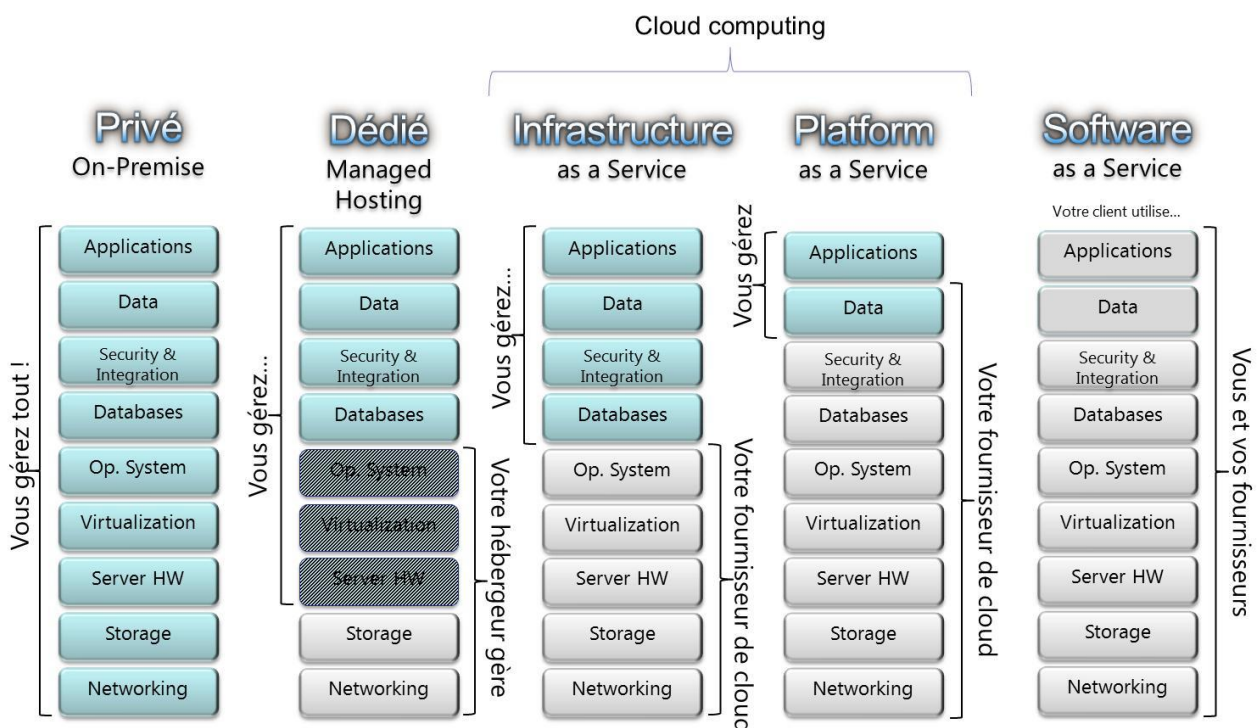 Cloud computing
Privé
On-Premise
Vous gérez tout !
Applications
Data
Security &
Integration
Databases
Op. System
Virtualization
Server HW
Storage
Networking
Dédié
Managed
Hosting
Vous gérez...
Applications
Data
Security &
Integration
Databases
Op. System
Virtualization
Server HW
Storage
Networking
Votre hébergeur gère
Infrastructure
as a Service
Vous gérez...
Applications
Data
Security &
Integration
Databases
Op. System
Virtualization
Server HW
Storage
Networking
Votre fournisseur de cloud
Platform
as a Service
Vous gérez
Applications
Data
Security &
Integration
Databases
Op. System
Virtualization
Server HW
Storage
Networking
Votre fournisseur de cloud
Software
as a Service
Votre client utilise...
Applications
Data
Security &
Integration
Databases
Op. System
Virtualization
Server HW
Storage
Networking
Vous et vos fournisseurs